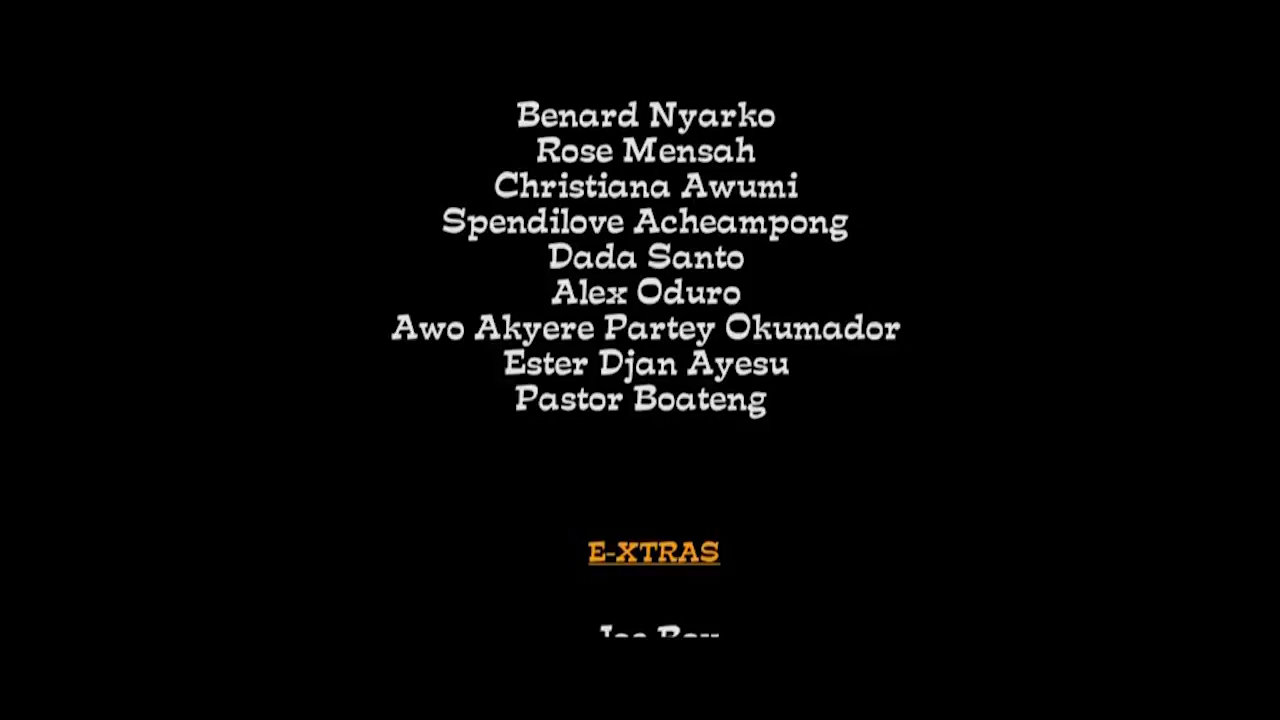 Benard Nyarko
Rose Mensah
Christiana Awumi
Spendilove Acheampong
Dada Santo
Alex Oduro
Awo Akyere Partey Okumador
Ester Djan Ayesu
Pastor Boateng
E-XTRAS